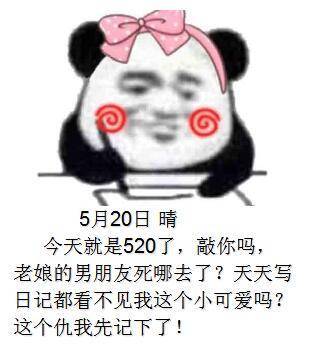 5月20日 晴
今天就是520了，敲你吗，
老娘的男朋友死哪去了？天天写
日记都看不见我这个小可爱吗？
这个仇我先记下了！